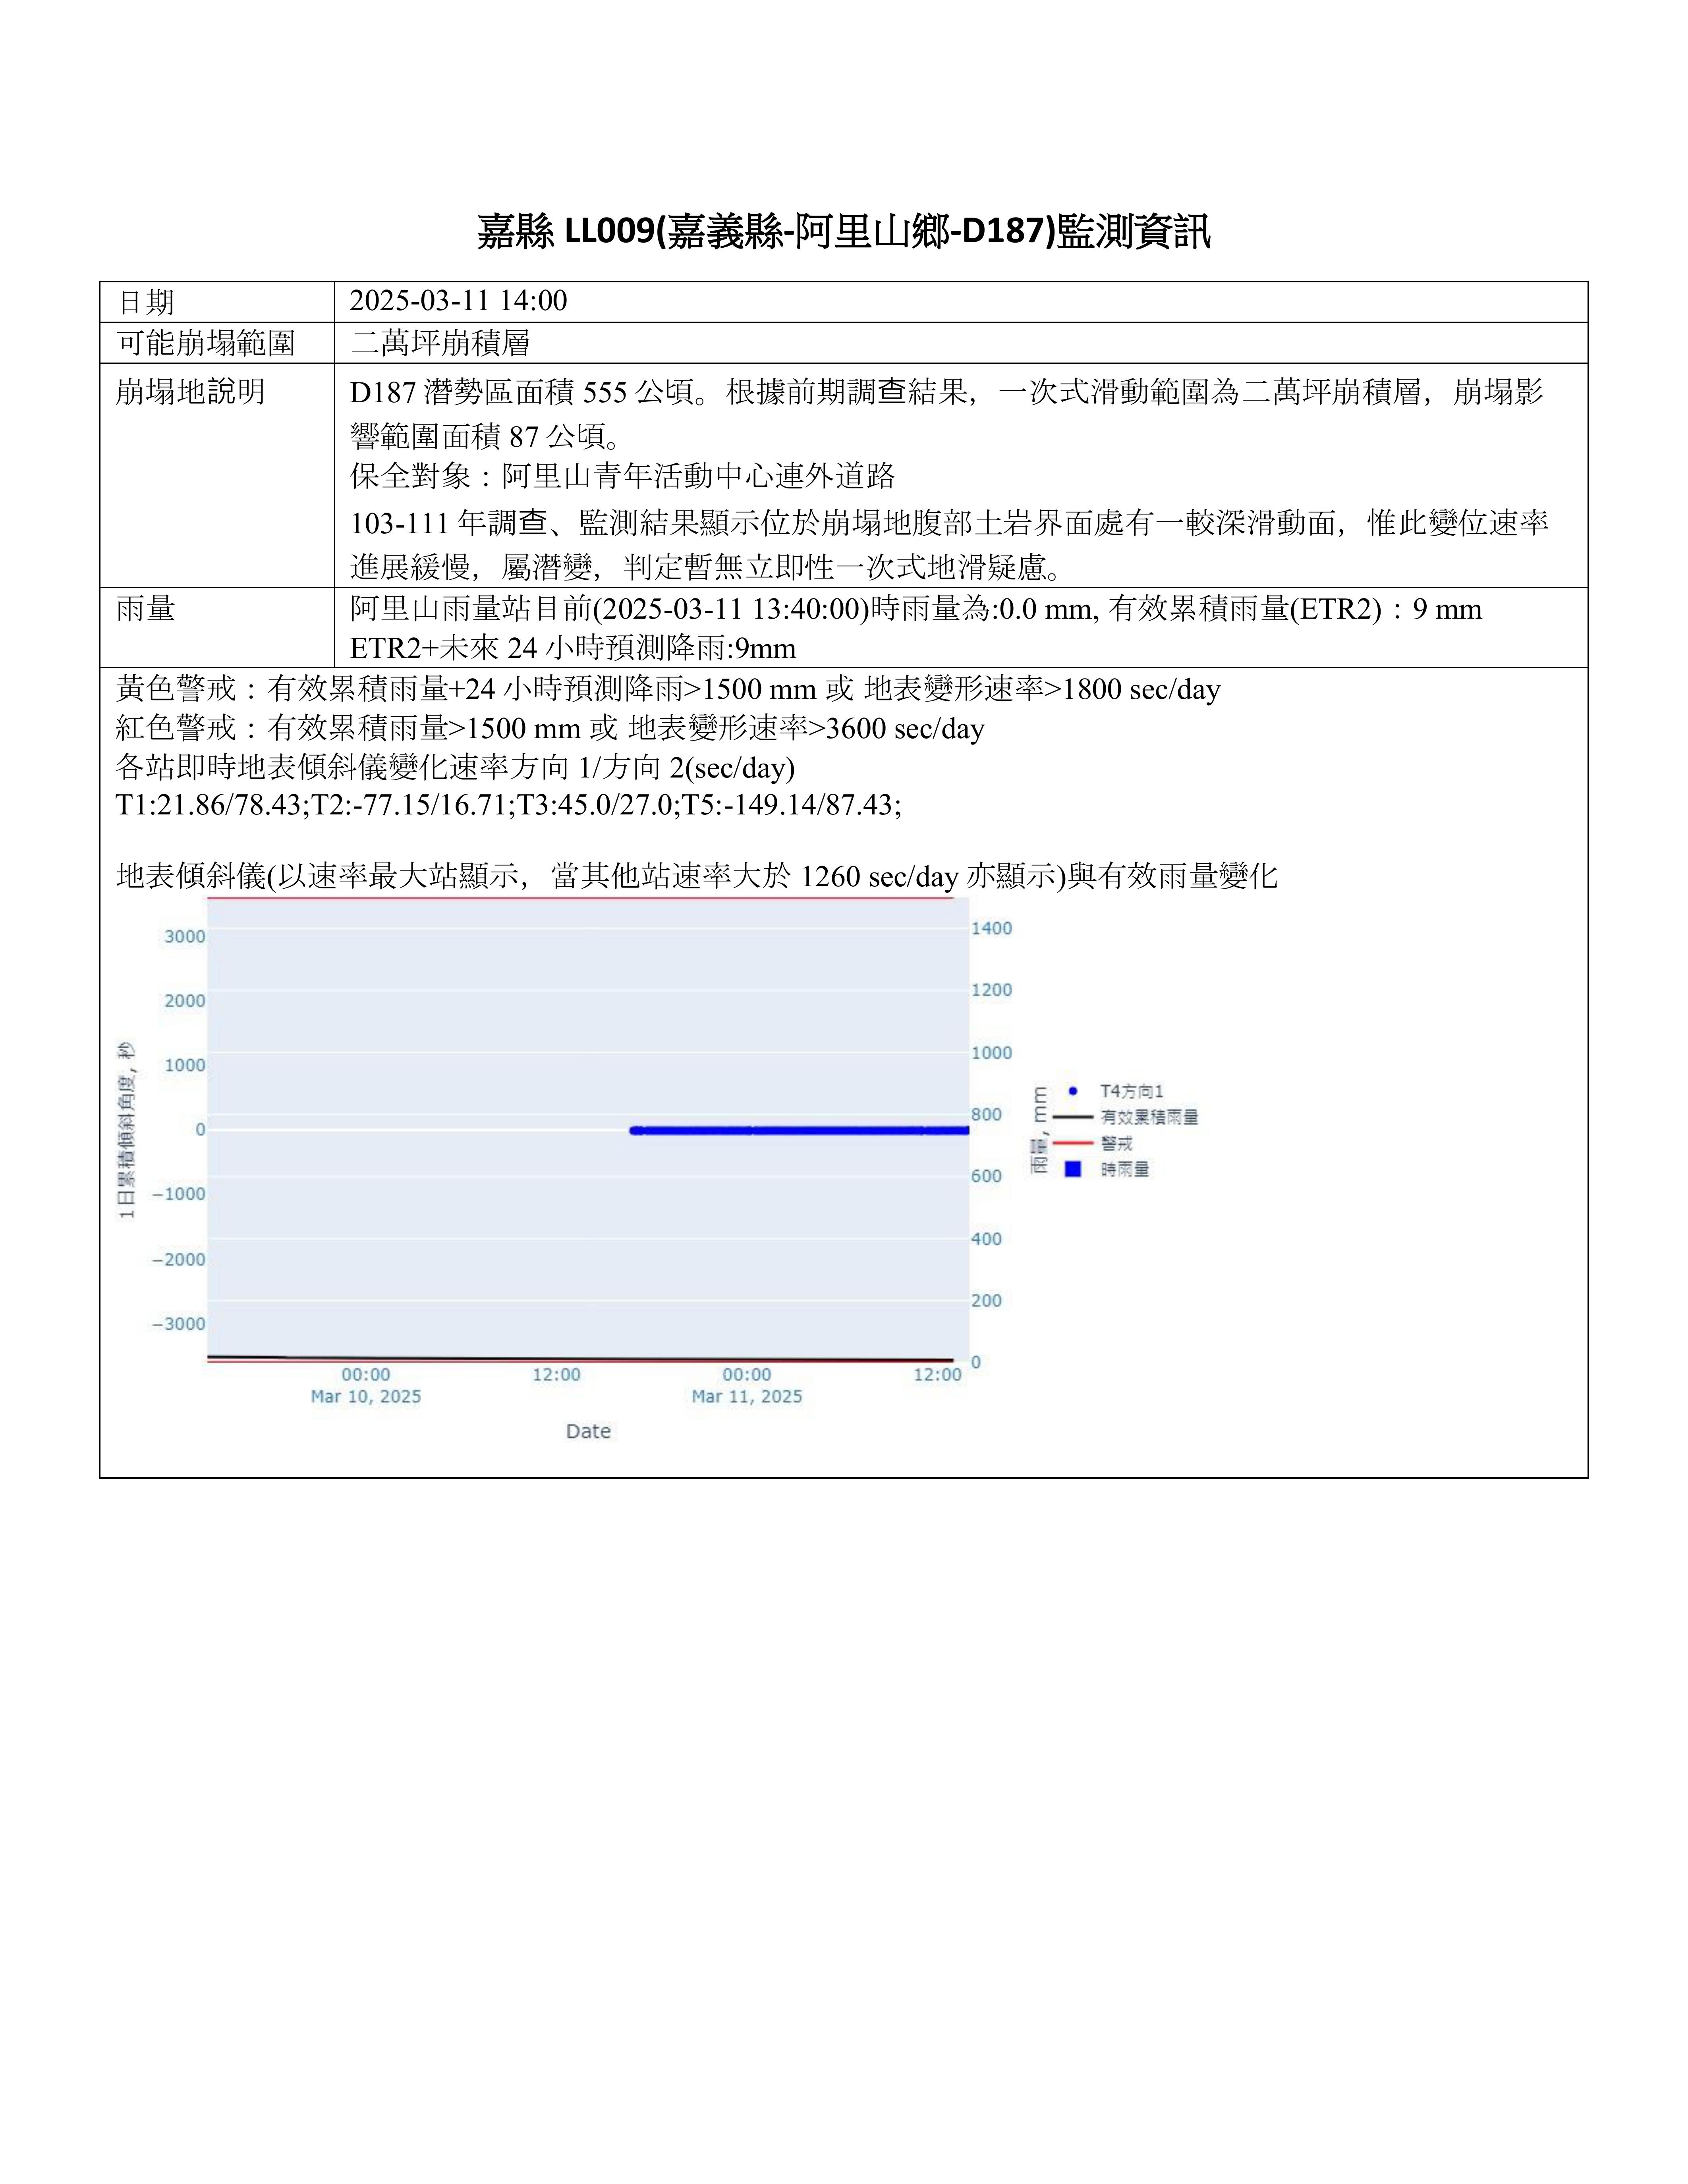 嘉縣 LL009(嘉義縣-阿里山鄉-D187)監測資訊
日期
2025-03-11 14:00
可能崩塌範圍
二萬坪崩積層
崩塌地說明
D187 潛勢區面積 555 公頃。根據前期調查結果，一次式滑動範圍為二萬坪崩積層，崩塌影
響範圍面積 87 公頃。
保全對象：阿里山青年活動中心連外道路
103-111 年調查、監測結果顯示位於崩塌地腹部土岩界面處有一較深滑動面，惟此變位速率
進展緩慢，屬潛變，判定暫無立即性一次式地滑疑慮。
雨量
阿里山雨量站目前(2025-03-11 13:40:00)時雨量為:0.0 mm, 有效累積雨量(ETR2)：9 mm
ETR2+未來 24 小時預測降雨:9mm
黃色警戒：有效累積雨量+24 小時預測降雨>1500 mm 或 地表變形速率>1800 sec/day
紅色警戒：有效累積雨量>1500 mm 或 地表變形速率>3600 sec/day
各站即時地表傾斜儀變化速率方向 1/方向 2(sec/day)
T1:21.86/78.43;T2:-77.15/16.71;T3:45.0/27.0;T5:-149.14/87.43;
地表傾斜儀(以速率最大站顯示，當其他站速率大於 1260 sec/day 亦顯示)與有效雨量變化
1日累積傾斜角度, 秒
3000
2000
1000
0
−1000
−2000
−3000
1400
1200
1000
800
600
400
200
0
雨量, mm
T4方向1
有效累積雨量
警戒
時雨量
00:00
Mar 10, 2025
12:00
00:00
Mar 11, 2025
12:00
Date